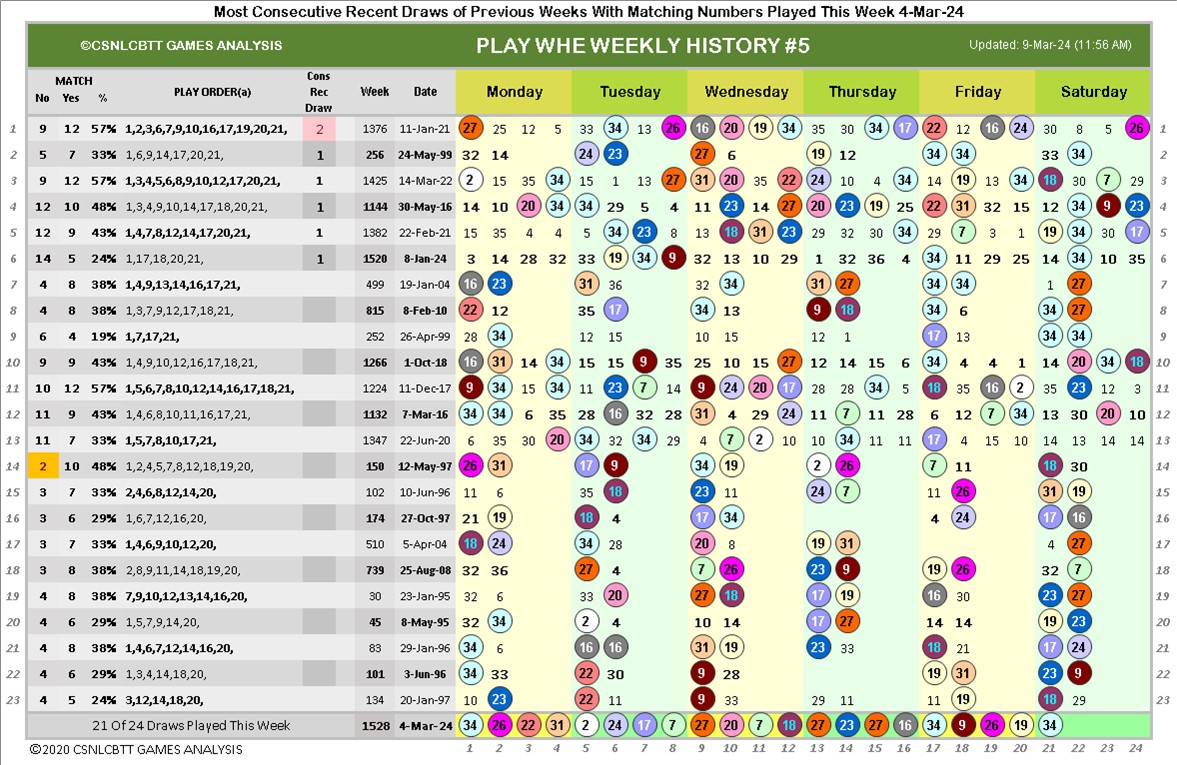 Most Consecutive Recent Draws of Previous Weeks With Matching Numbers Played This Week 4-Mar-24
©CSNLCBTT GAMES ANALYSIS PLAY WHE WEEKLY HISTORY #5 Updated: 9-Mar-24 (11:56 AM)
No MATCH Yes % PLAY ORDER(a) Cons Rec Draw Week Date Monday Tuesday Wednesday Thursday Friday Saturday
1 9 12 57% 1,2,3,6,7,9,10,16,17,19,20,21, 2 1376 11-Jan-21 27 25 12 5 33 34 13 26 16 20 19 34 35 30 34 17 22 12 16 24 30 8 5 26 1
2 5 7 33% 1,6,9,14,17,20,21, 1 256 24-May-99 32 14 24 23 27 6 19 12 34 34 33 34 2
3 9 12 57% 1,3,4,5,6,8,9,10,12,17,20,21, 1 1425 14-Mar-22 2 15 35 34 15 1 13 27 31 20 35 22 24 10 4 34 34 19 13 34 18 30 7 29 3
4 12 10 48% 1,3,4,9,10,14,17,18,20,21, 1 1144 30-May-16 14 10 20 34 34 29 5 4 11 23 14 27 20 23 19 25 22 31 32 15 12 34 9 23 4
5 12 9 43% 1,4,7,8,12,14,17,20,21, 1 1382 22-Feb-21 15 35 4 4 5 34 23 8 13 18 31 23 29 32 30 34 29 7 3 1 19 34 30 17 5
6 14 5 24% 1,17,18,20,21, 1 1520 8-Jan-24 3 14 28 32 33 19 34 9 32 13 10 29 1 32 36 4 34 11 29 25 14 34 10 35 6
7 4 8 38% 1,4,9,13,14,16,17,21, 499 19-Jan-04 16 23 31 36 32 34 31 27 34 34 1 27 7
8 4 8 38% 1,3,7,9,12,17,18,21, 815 8-Feb-10 22 12 35 17 34 13 9 18 34 6 34 27 8
9 6 4 19% 1,7,17,21, 252 26-Apr-99 28 34 12 15 10 15 12 1 17 13 34 34 9
10 9 9 43% 1,4,9,10,12,16,17,18,21, 1266 1-Oct-18 16 31 14 34 15 15 9 35 25 10 15 27 12 14 15 6 34 4 4 1 14 20 34 18 10
11 10 12 57% 1,5,6,7,8,10,12,14,16,17,18,21, 1224 11-Dec-17 9 34 15 34 11 23 7 14 9 24 20 17 28 28 34 5 18 35 16 2 35 23 12 3 11
12 11 9 43% 1,4,6,8,10,11,16,17,21, 1132 7-Mar-16 34 34 6 35 28 16 32 28 31 4 29 24 11 7 11 28 6 12 7 34 13 30 20 10 12
13 11 7 33% 1,5,7,8,10,17,21, 1347 22-Jun-20 6 35 30 20 34 32 34 29 4 7 2 10 10 34 11 11 17 4 15 10 14 13 14 14 13
14 2 10 48% 1,2,4,5,7,8,12,18,19,20, 150 12-May-97 26 31 17 9 34 19 2 26 7 11 18 30 14
15 3 7 33% 2,4,6,8,12,14,20, 102 10-Jun-96 11 6 35 18 23 11 24 7 11 26 31 19 15
16 3 6 29% 1,6,7,12,16,20, 174 27-Oct-97 21 19 18 4 17 34 4 24 17 16 16
17 3 7 33% 1,4,6,9,10,12,20, 510 5-Apr-04 18 24 34 28 20 8 19 31 4 27 17
18 3 8 38% 2,8,9,11,14,18,19,20, 739 25-Aug-08 32 36 27 4 7 26 23 9 19 26 32 7 18
19 4 8 38% 7,9,10,12,13,14,16,20, 30 23-Jan-95 32 6 33 20 27 18 17 19 16 30 23 27 19
20 4 6 29% 1,5,7,9,14,20, 45 8-May-95 32 34 2 4 10 14 17 27 14 14 19 23 20
21 4 8 38% 1,4,6,7,12,14,16,20, 83 29-Jan-96 34 6 16 16 31 19 23 33 18 21 17 24 21
22 4 6 29% 1,3,4,14,18,20, 101 3-Jun-96 34 33 22 30 9 28 19 31 23 9 22
23 4 5 24% 3,12,14,18,20, 134 20-Jan-97 10 23 22 11 9 33 29 11 11 19 18 29 23
21 Of 24 Draws Played This Week 1528 4-Mar-24 34 26 22 31 2 24 17 7 27 20 7 18 27 23 27 16 34 9 26 19 34
©2020 CSNLCBTT GAMES ANALYSIS 1 2 3 4 5 6 7 8 9 10 11 12 13 14 15 16 17 18 19 20 21 22 23 24